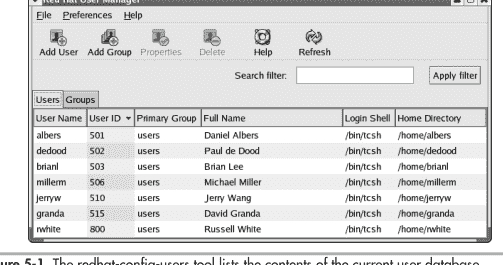 Red Hat User Manager
File Preferences Help
Add User Add Group Properties Delete Help Refresh
Search filter: Apply filter
Users Groups
User Name User ID Primary Group Full Name Login Shell Home Directory
albers 501 users Daniel Albers /bin/tcsh /home/albers
dedood 502 users Paul de Dood /bin/tcsh /home/dedood
brianl 503 users Brian Lee /bin/tcsh /home/brianl
millerm 506 users Michael Miller /bin/tcsh /home/millerm
jerryw 510 users Jerry Wang /bin/tcsh /home/jerryw
granda 515 users David Granda /bin/tcsh /home/granda
rwhite 800 users Russell White /bin/tcsh /home/rwhite
5-1 The redhat-config-users tool lists the contents of the current user database